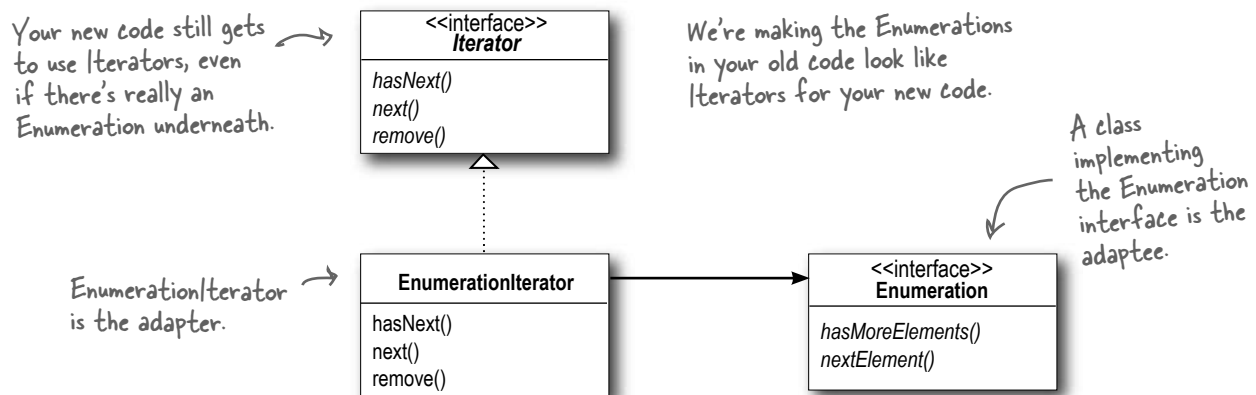 Your new code still gets
to use Iterators, even
if there's really an
Enumeration underneath.
<<interface>>
Iterator
hasNext()
next()
remove()
We're making the Enumerations
in your old code look like
Iterators for your new code.
A class
implementing
the Enumeration
interface is the
adaptee.
EnumerationIterator
is the adapter.
EnumerationIterator
hasNext()
next()
remove()
<<interface>>
Enumeration
hasMoreElements()
nextElement()